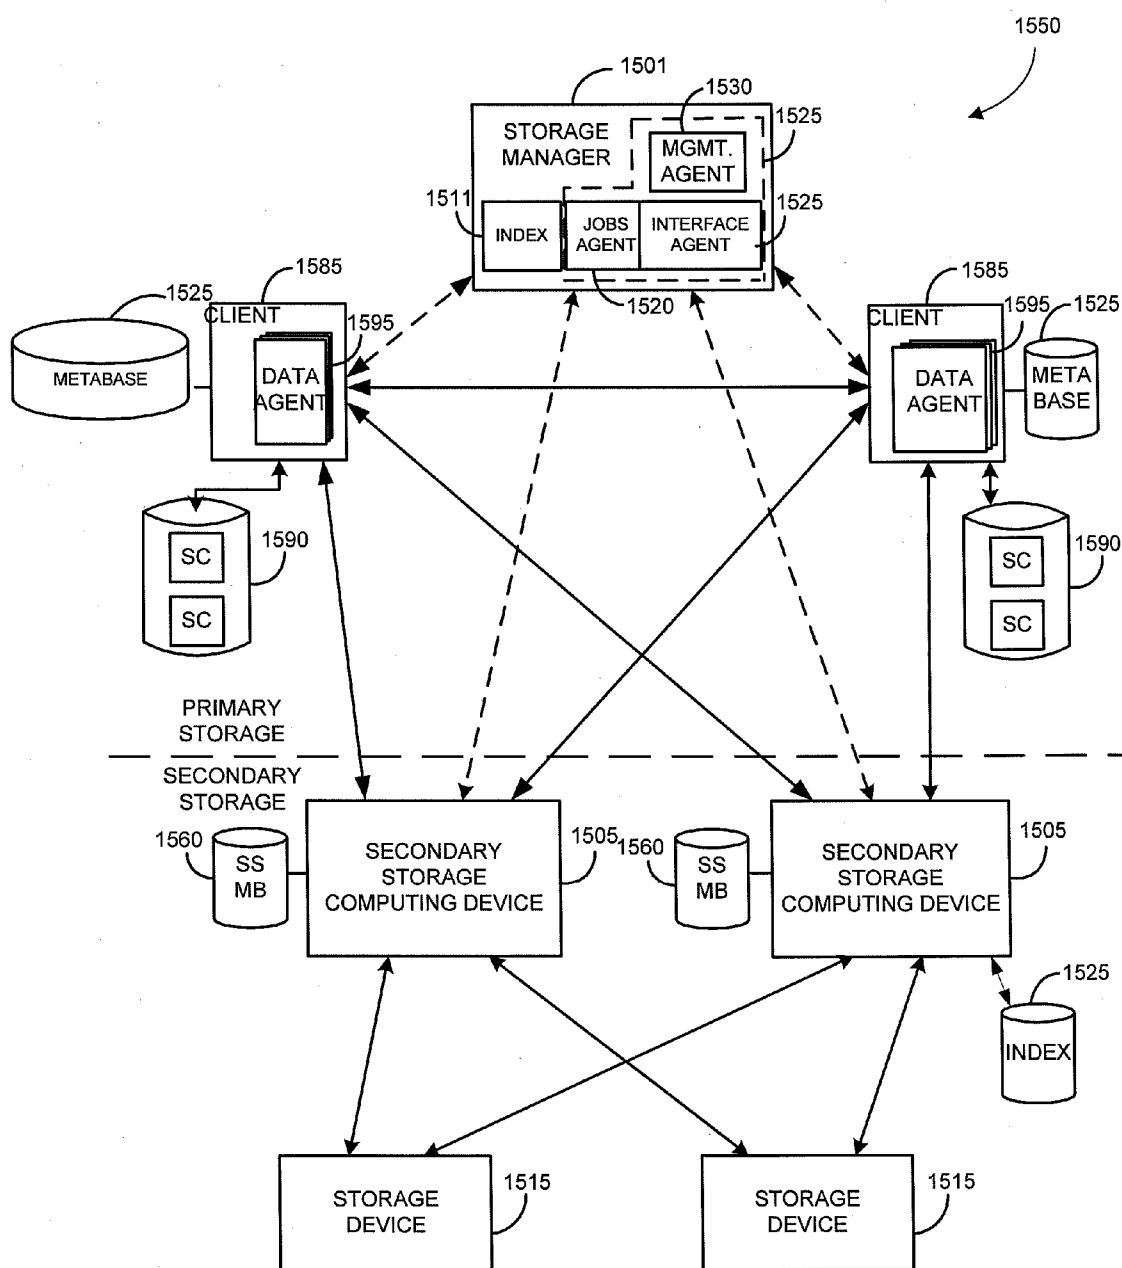 1550
1501
1530
1525
STORAGE
MANAGER
MGMT.
AGENT
1511
INDEX
JOBS
AGENT
INTERFACE
AGENT
1525
1520
1525
1585
CLIENT
1595
METABASE
DATA
AGENT
1585
CLIENT
1595
1525
DATA
AGENT
META
BASE
SC
SC
1590
SC
SC
1590
PRIMARY
STORAGE
SECONDARY
STORAGE
1560
SS
MB
SECONDARY
STORAGE
COMPUTING DEVICE
1505
1560
SS
MB
SECONDARY
STORAGE
COMPUTING DEVICE
1505
1525
INDEX
STORAGE
DEVICE
1515
STORAGE
DEVICE
1515